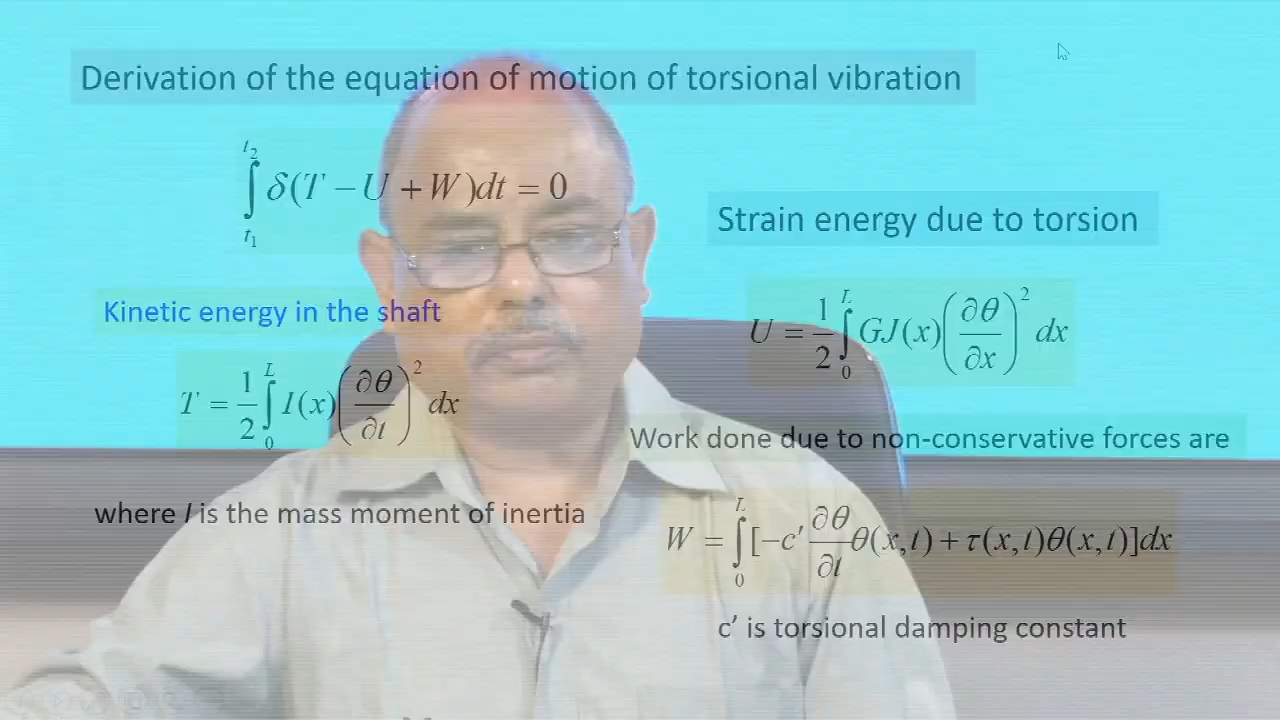 Derivation of the equation of motion of torsional vibration
∫_{t₁}^{t₂} δ(T − U + W)dt = 0
Kinetic energy in the shaft
T = 1/2 ∫_0^L I(x)(∂θ/∂t)² dx
where I is the mass moment of inertia
Strain energy due to torsion
U = 1/2 ∫_0^L GJ(x)(∂θ/∂x)² dx
Work done due to non-conservative forces are
W = ∫_0^L [−c′ ∂θ/∂t θ(x,t) + τ(x,t)θ(x,t)]dx
c’ is torsional damping constant